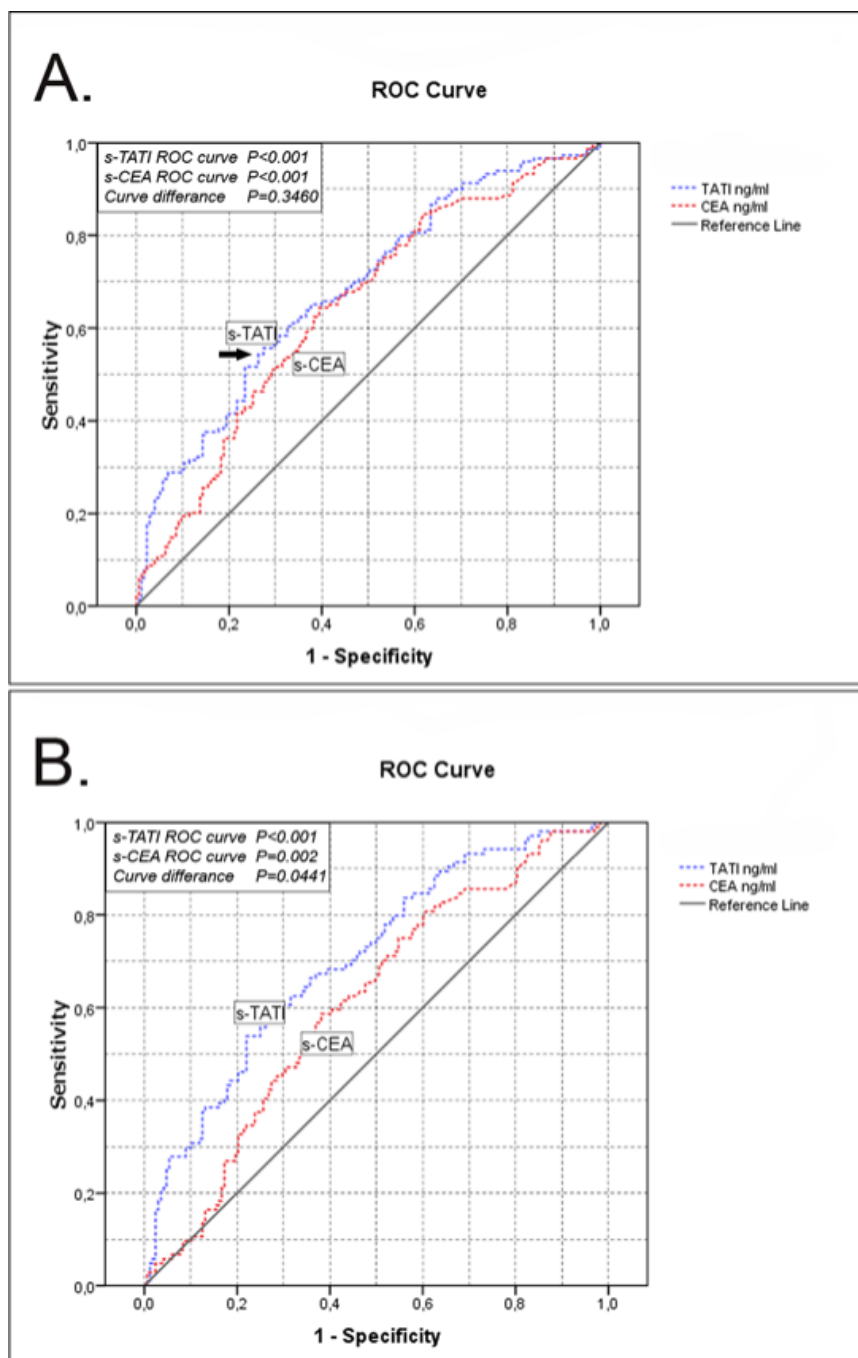 A.
ROC Curve
s-TATI ROC curve P<0.001
s-CEA ROC curve P<0.001
Curve differance P=0.3460
TATI ng/ml
CEA ng/ml
Reference Line
s-TATI
s-CEA
Sensitivity
1,0
0,8
0,6
0,4
0,2
0,0
0,0 0,2 0,4 0,6 0,8 1,0
1 - Specificity
B.
ROC Curve
s-TATI ROC curve P<0.001
s-CEA ROC curve P=0.002
Curve differance P=0.0441
TATI ng/ml
CEA ng/ml
Reference Line
s-TATI
s-CEA
Sensitivity
1,0
0,8
0,6
0,4
0,2
0,0
0,0 0,2 0,4 0,6 0,8 1,0
1 - Specificity